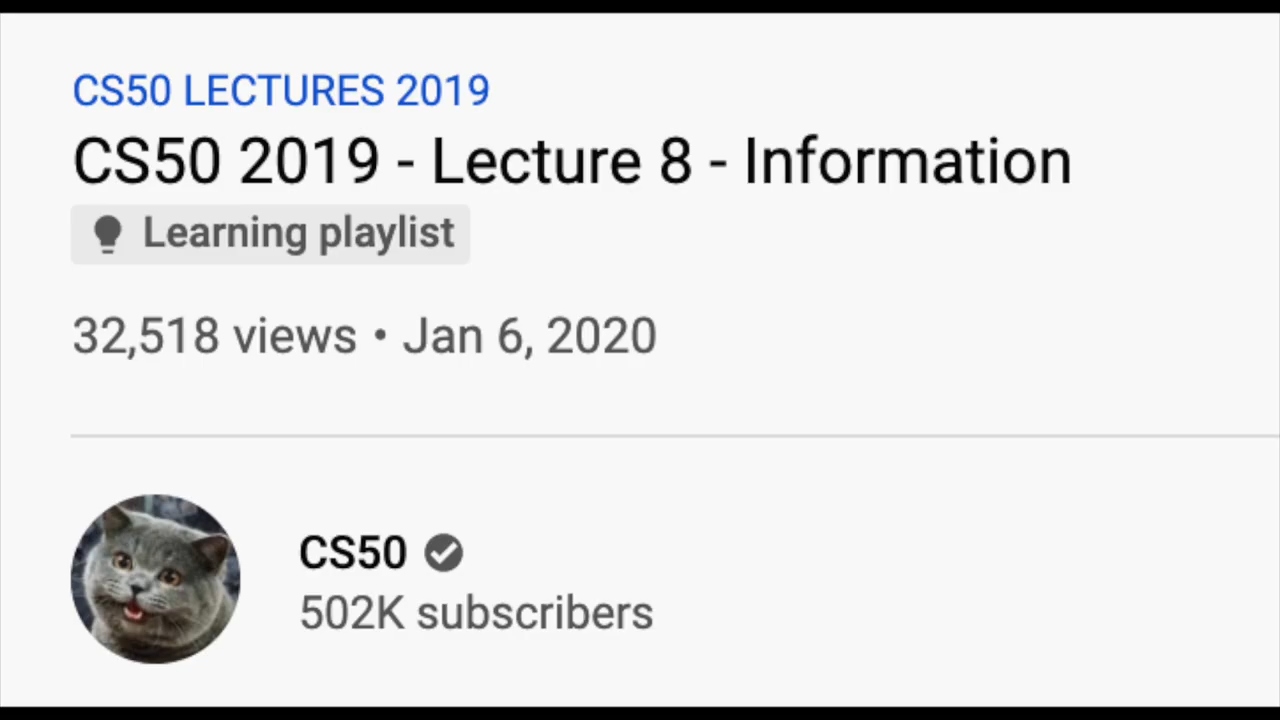 CS50 LECTURES 2019
CS50 2019 - Lecture 8 - Information
Learning playlist
32,518 views • Jan 6, 2020
CS50
502K subscribers